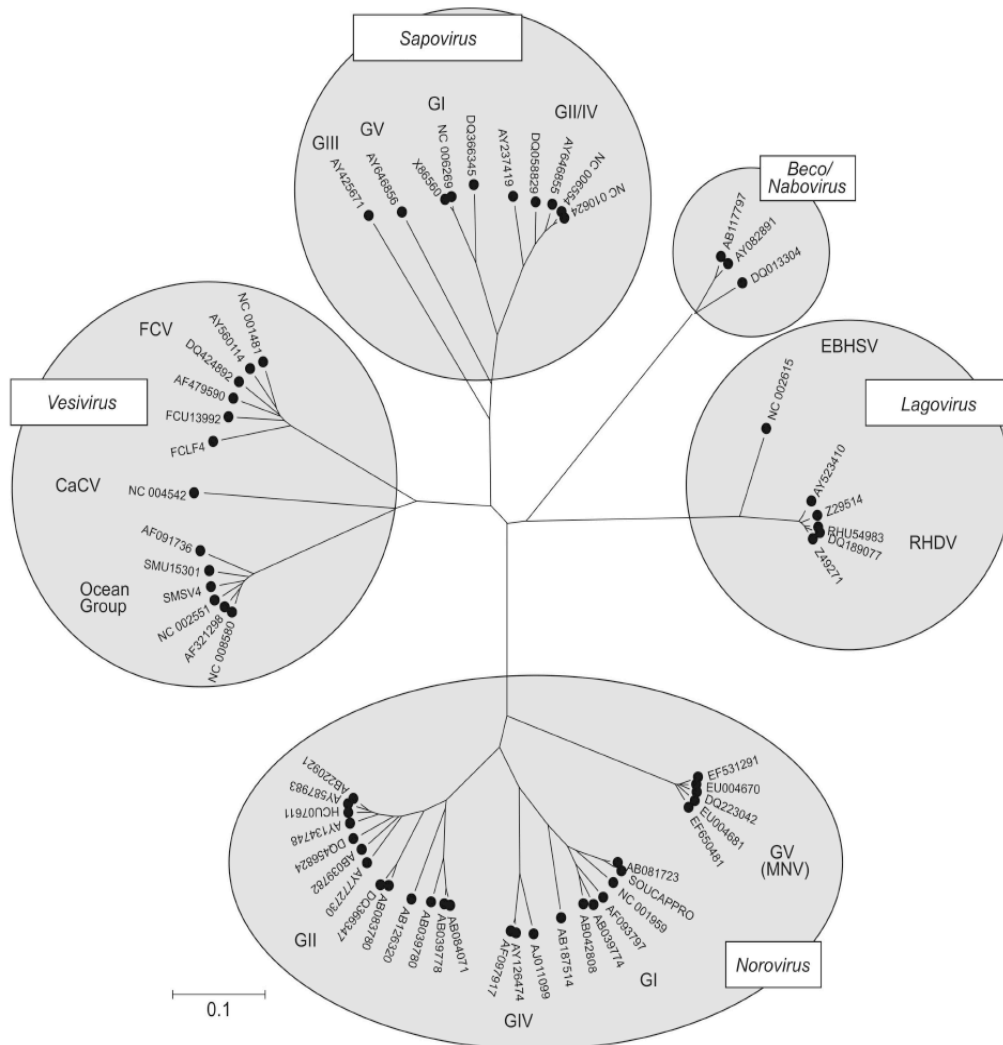 Sapovirus
GIII
GV
GI
GII/IV
AY425671
AY646856
X86560
NC 006269
DQ366345
AY237419
DQ058829
AY646855
NC 006554
NC 010624
Beco/
Nabovirus
AB117797
AY082891
DQ013304
Vesivirus
FCV
NC 001481
AY560114
DQ424892
AF479590
FCU13992
FCLF4
CaCV
NC 004542
Ocean
Group
AF091736
SMU15301
SMSV4
NC 002551
AF321298
NC 008580
Lagovirus
EBHSV
NC 002615
RHDV
AY523410
Z29514
RHU54983
DQ189077
Z49271
Norovirus
GII
AB220921
AY587983
HCU07611
AY134748
DQ456824
AB039782
AY772730
DQ366347
AB083780
AB126320
AB039780
AB039778
AB084071
GIV
AF097917
AY126474
AJ011099
GI
AB187514
AB042808
AB039774
AF093797
NC 001959
SOUCAPPRO
AB081723
GV
(MNV)
EF531291
EU004670
DQ223042
EU004681
EF650481
0.1